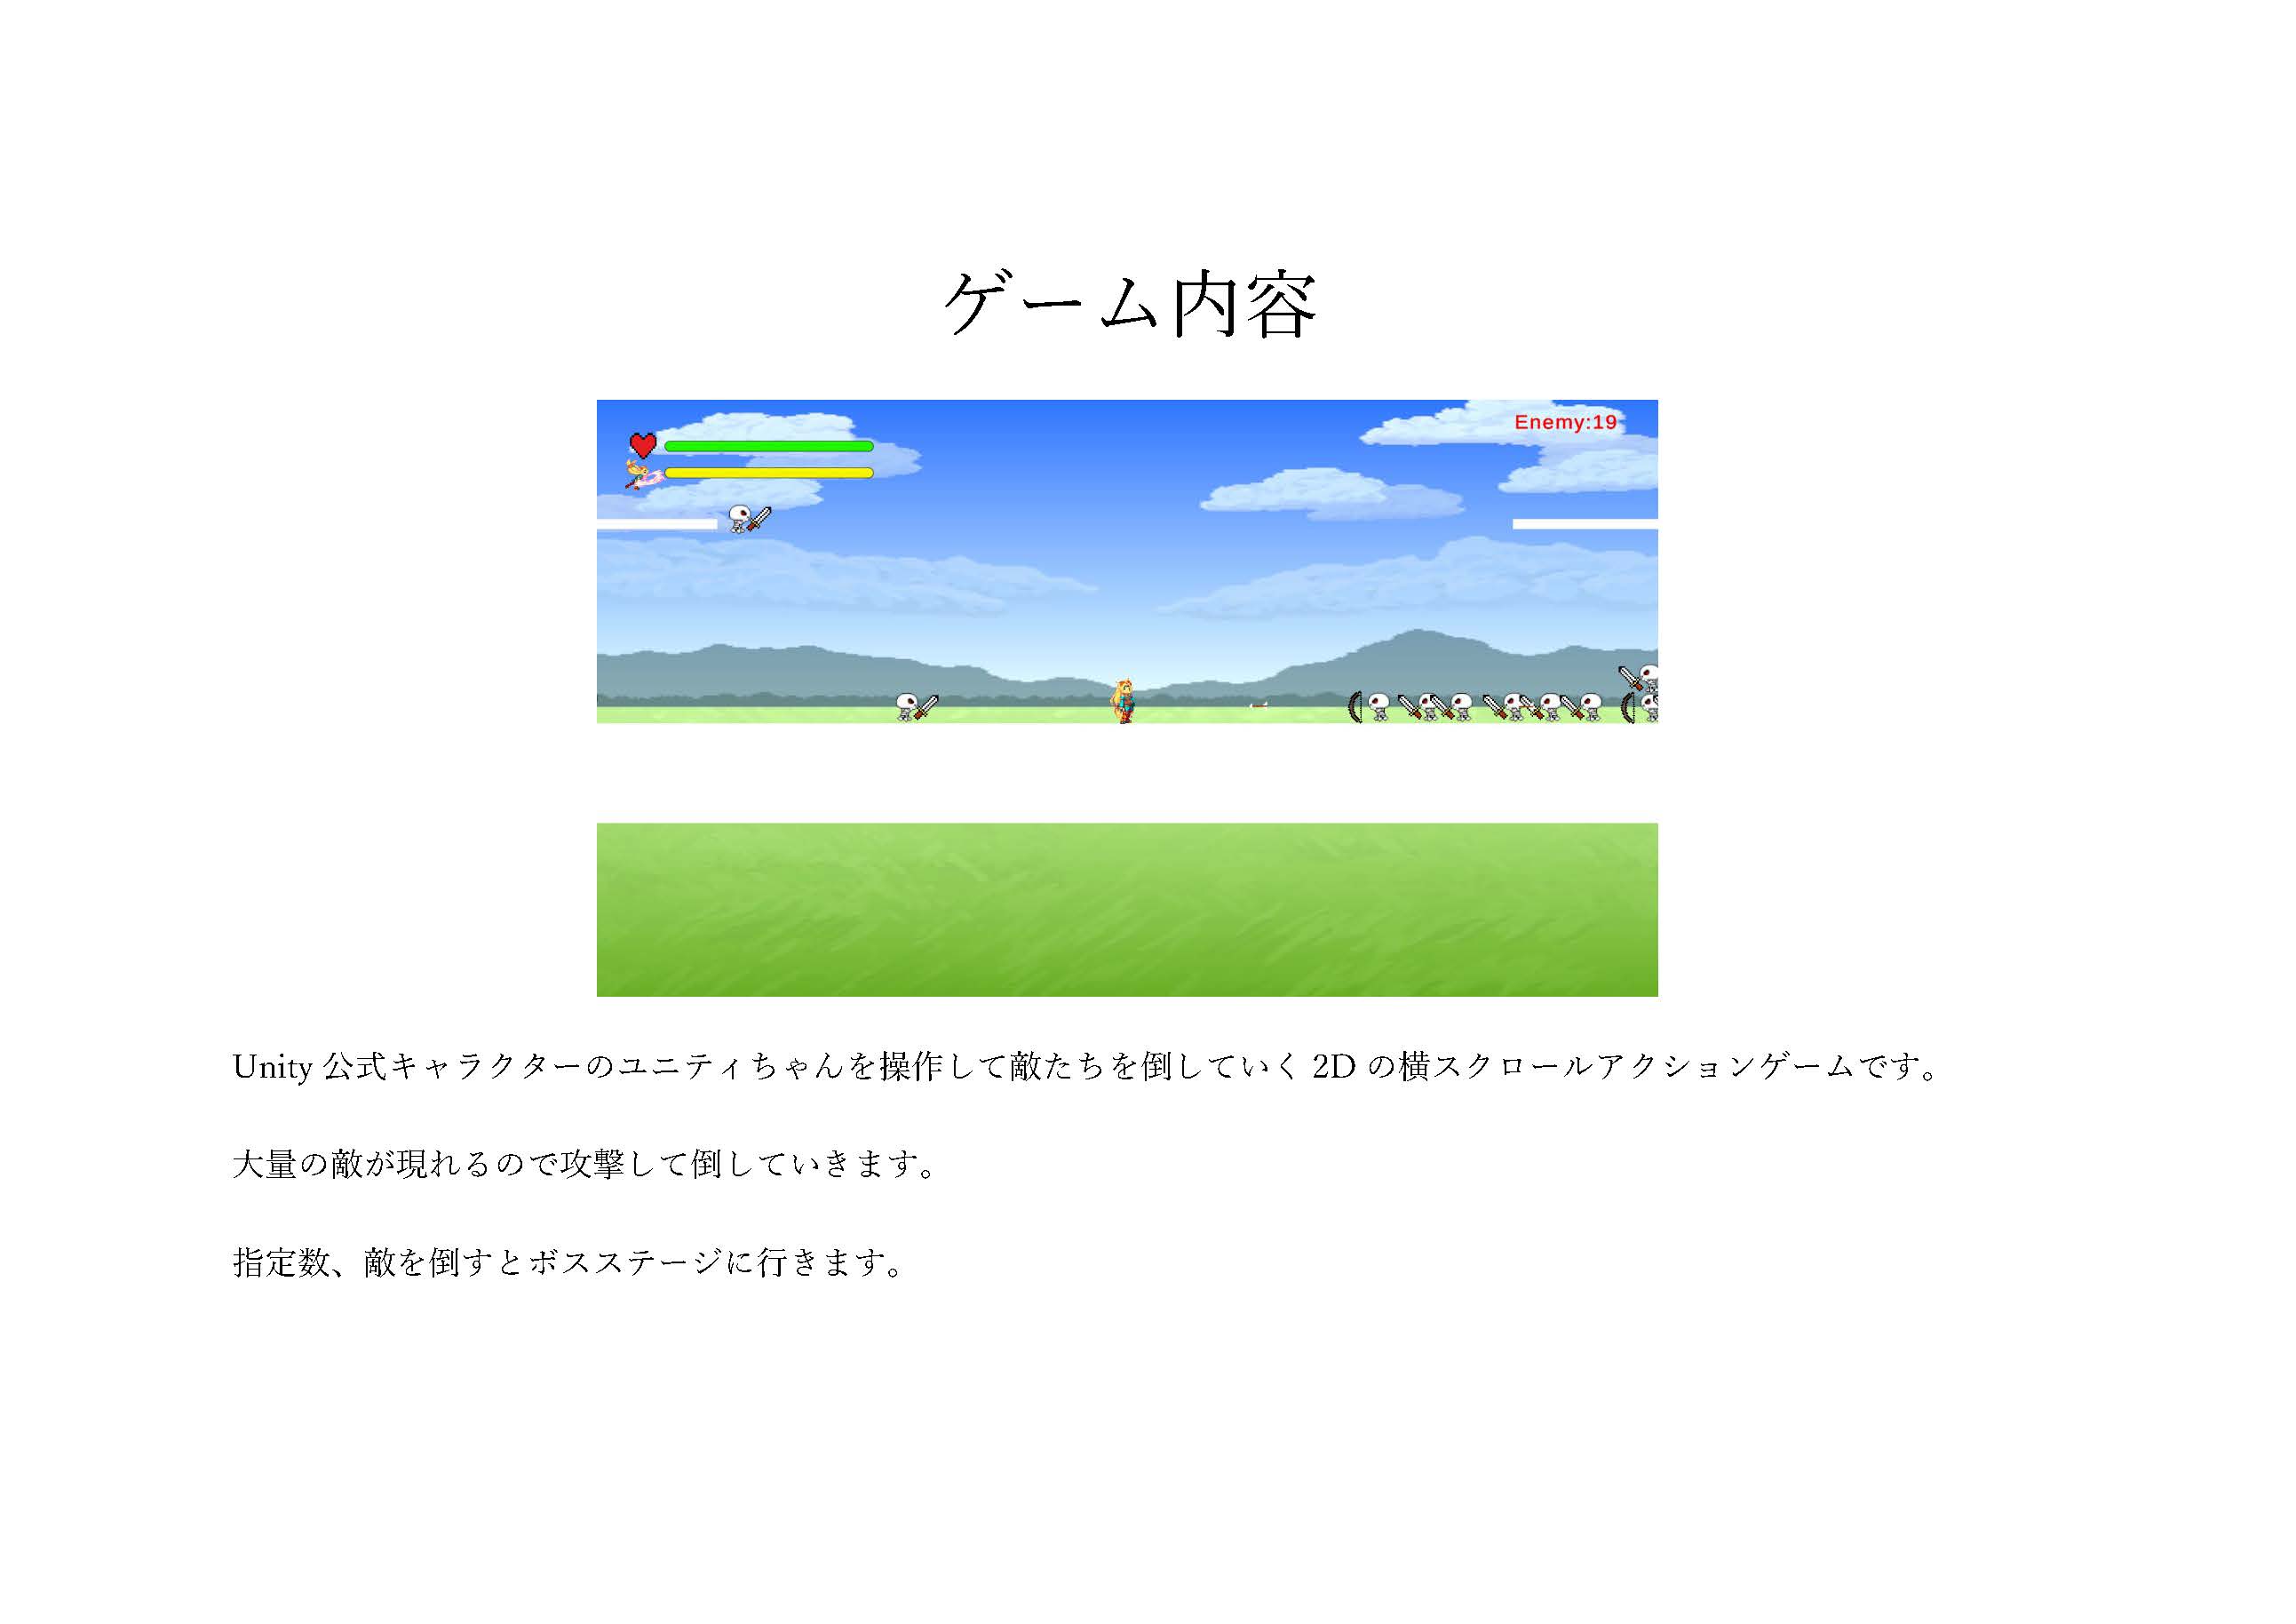 ゲーム内容
Enemy:19
Unity 公式キャラクターのユニティちゃんを操作して敵たちを倒していく 2D の横スクロールアクションゲームです。
大量の敵が現れるので攻撃して倒していきます。
指定数、敵を倒すとボスステージに行きます。